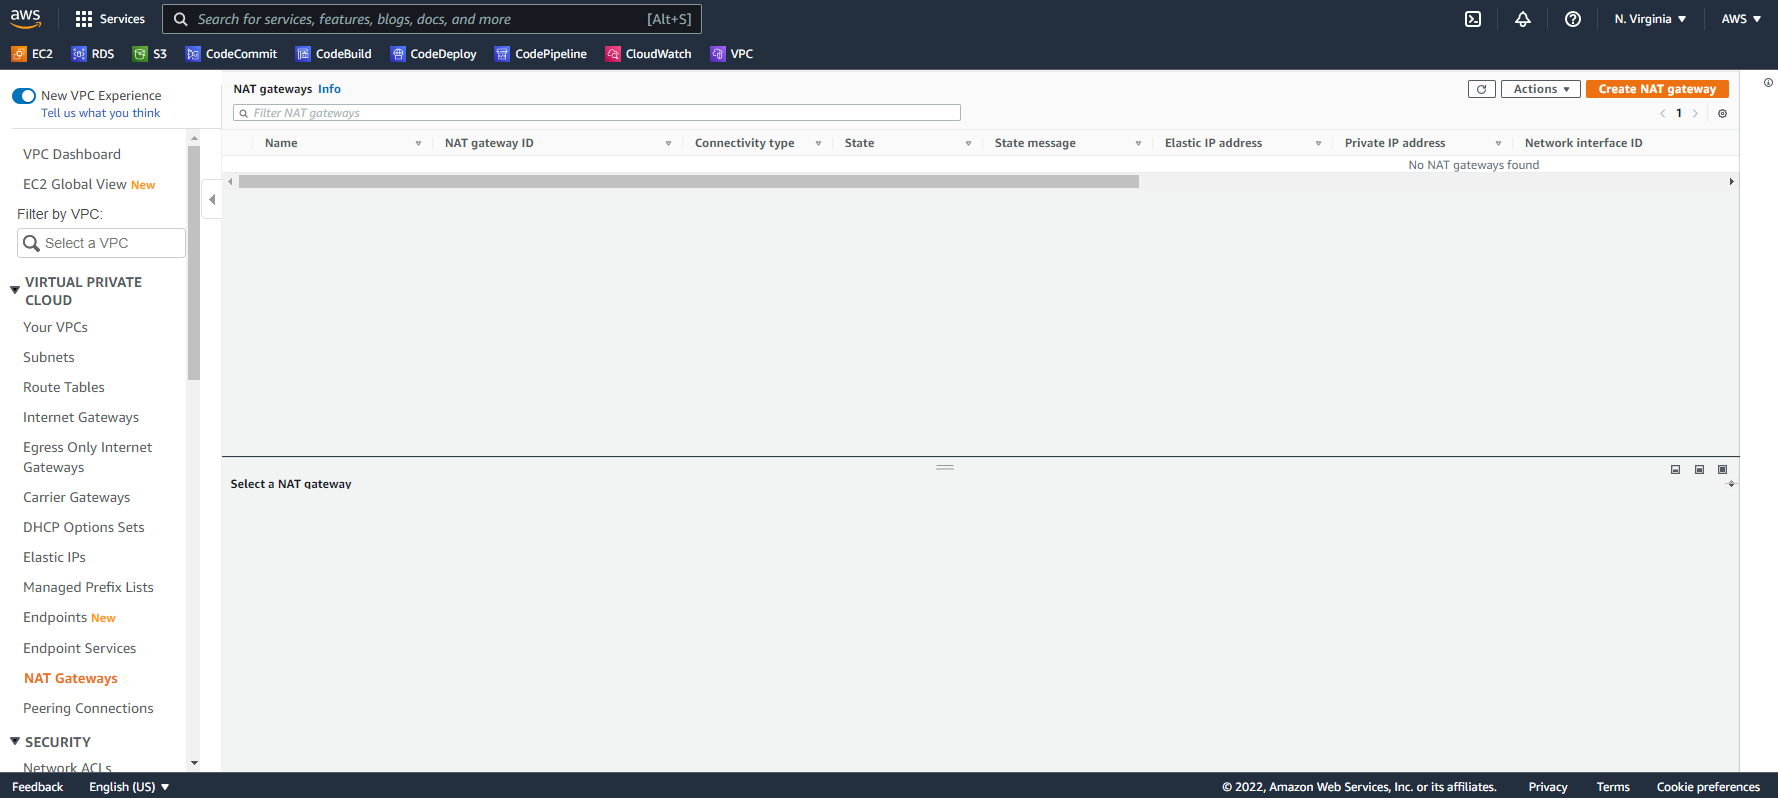 aws
Services
Search for services, features, blogs, docs, and more
[Alt+S]
N. Virginia
AWS
EC2
RDS
S3
CodeCommit
CodeBuild
CodeDeploy
CodePipeline
CloudWatch
VPC
New VPC Experience
Tell us what you think
VPC Dashboard
EC2 Global View New
Filter by VPC:
Select a VPC
VIRTUAL PRIVATE
CLOUD
Your VPCs
Subnets
Route Tables
Internet Gateways
Egress Only Internet
Gateways
Carrier Gateways
DHCP Options Sets
Elastic IPs
Managed Prefix Lists
Endpoints New
Endpoint Services
NAT Gateways
Peering Connections
SECURITY
Network ACLs
NAT gateways Info
Actions
Create NAT gateway
Filter NAT gateways
1
Name
NAT gateway ID
Connectivity type
State
State message
Elastic IP address
Private IP address
Network interface ID
No NAT gateways found
Select a NAT gateway
Feedback
English (US)
© 2022, Amazon Web Services, Inc. or its affiliates.
Privacy
Terms
Cookie preferences